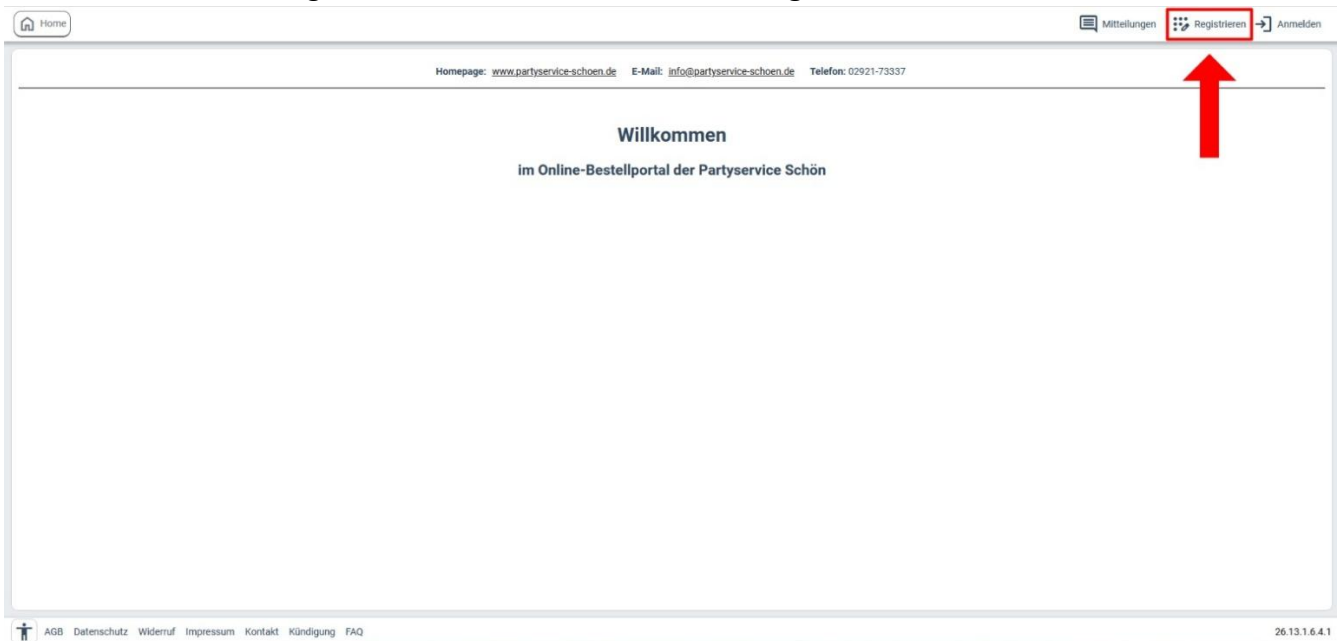 Home
Mitteilungen Registrieren Anmelden
Homepage: www.partyservice-schoen.de E-Mail: info@partyservice-schoen.de Telefon: 02921-73337
Willkommen
im Online-Bestellportal der Partyservice Schön
AGB Datenschutz Widerruf Impressum Kontakt Kündigung FAQ
26.13.1.6.4.1